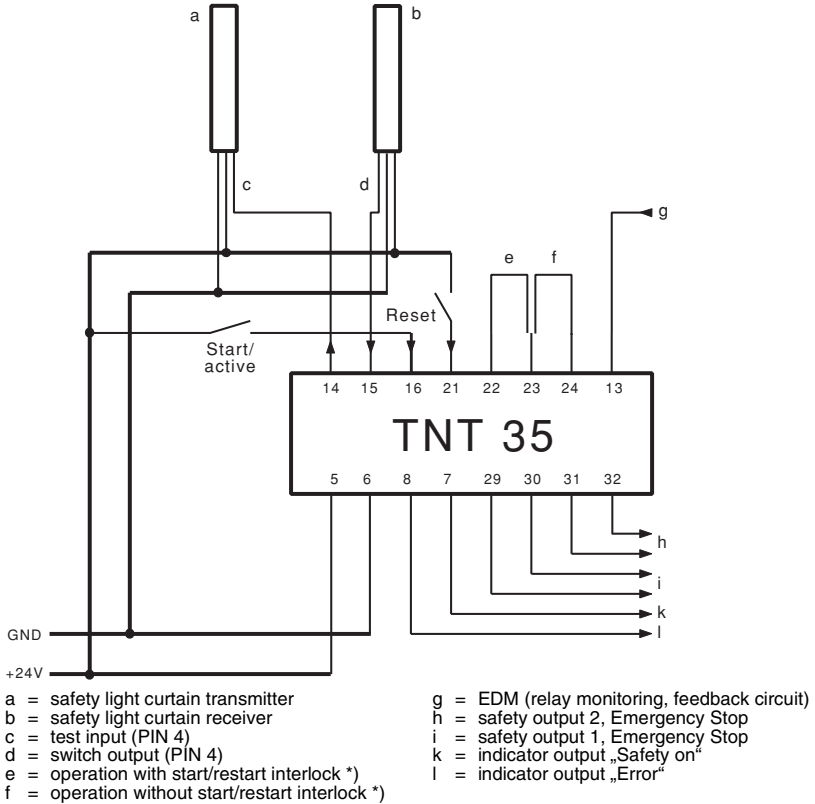 a
b
c
d
g
e
f
Reset
Start/
active
14 15 16 21 22 23 24 13
TNT 35
5 6 8 7 29 30 31 32
h
i
k
l
GND
+24V
a = safety light curtain transmitter
b = safety light curtain receiver
c = test input (PIN 4)
d = switch output (PIN 4)
e = operation with start/restart interlock *)
f = operation without start/restart interlock *)
g = EDM (relay monitoring, feedback circuit)
h = safety output 2, Emergency Stop
i = safety output 1, Emergency Stop
k = indicator output „Safety on“
l = indicator output „Error“